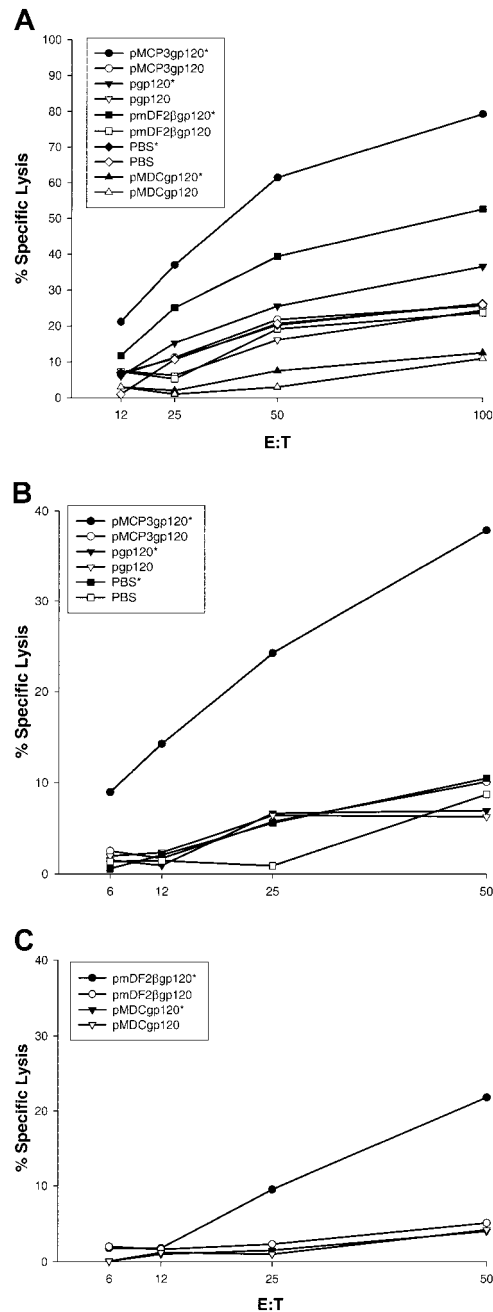 A
% Specific Lysis
100
90
80
70
60
50
40
30
20
10
0
pMCP3gp120*
pMCP3gp120
pgp120*
pgp120
pmDF2βgp120*
pmDF2βgp120
PBS*
PBS
pMDCgp120*
pMDCgp120
12 25 50 100
E:T
B
% Specific Lysis
40
30
20
10
0
pMCP3gp120*
pMCP3gp120
pgp120*
pgp120
PBS*
PBS
6 12 25 50
C
% Specific Lysis
40
30
20
10
0
pmDF2βgp120*
pmDF2βgp120
pMDCgp120*
pMDCgp120
6 12 25 50
E:T